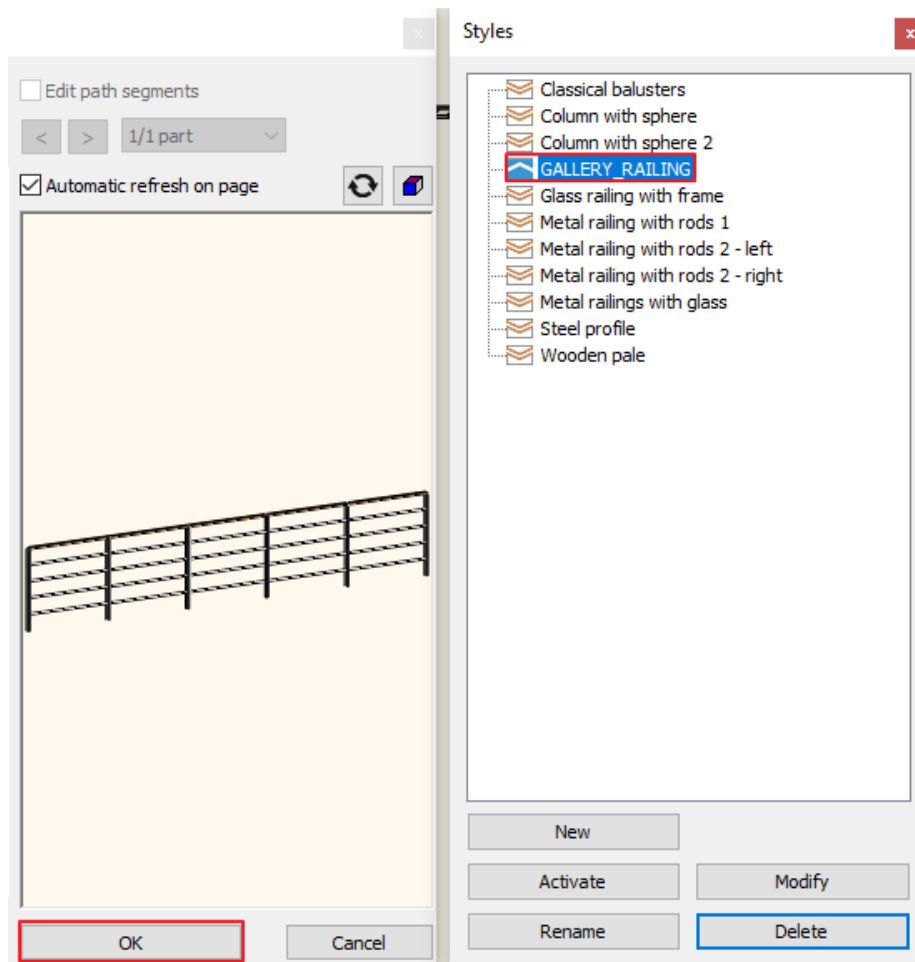 Edit path segments
< > 1/1 part
Automatic refresh on page
OK Cancel
Styles
x
Classical balusters
Column with sphere
Column with sphere 2
GALLERY_RAILING
Glass railing with frame
Metal railing with rods 1
Metal railing with rods 2 - left
Metal railing with rods 2 - right
Metal railings with glass
Steel profile
Wooden pale
New
Activate Modify
Rename Delete